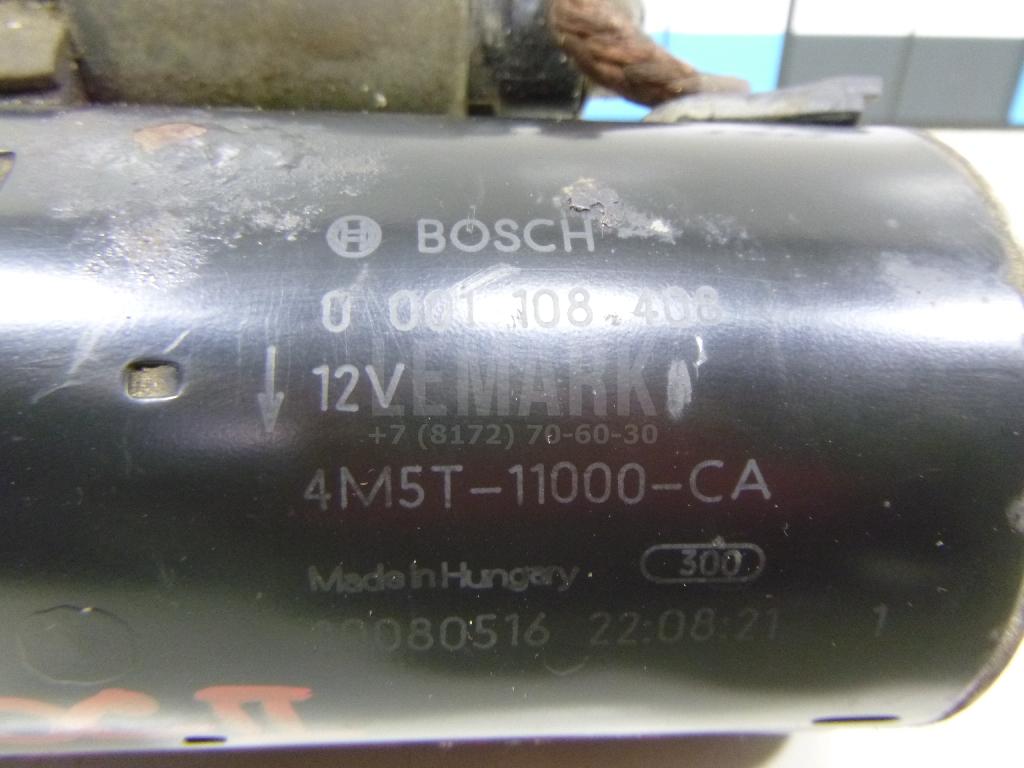 BOSCH
0 001 108 408
12V
LEMARK
+7 (8172) 70-60-30
4M5T-11000-CA
Made in Hungary 300
22:08:21 1